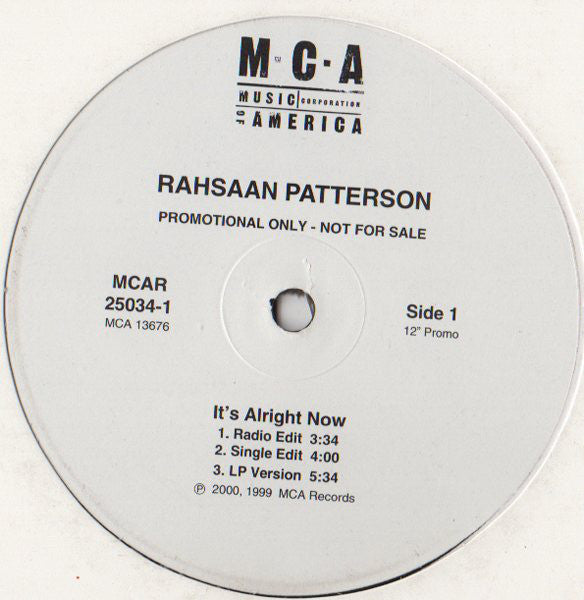 M™C·A
MUSIC CORPORATION
OF AMERICA
RAHSAAN PATTERSON
PROMOTIONAL ONLY - NOT FOR SALE
MCAR
25034-1
MCA 13676
Side 1
12" Promo
It's Alright Now
1. Radio Edit 3:34
2. Single Edit 4:00
3. LP Version 5:34
℗ 2000, 1999 MCA Records